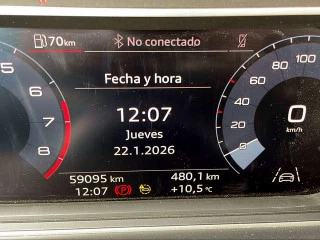 70km
No conectado
Fecha y hora
12:07
Jueves
22.1.2026
5
6
7
8
0
20
40
60
80
100
0
km/h
59095 km
480,1 km
12:07
P
+10,5°C